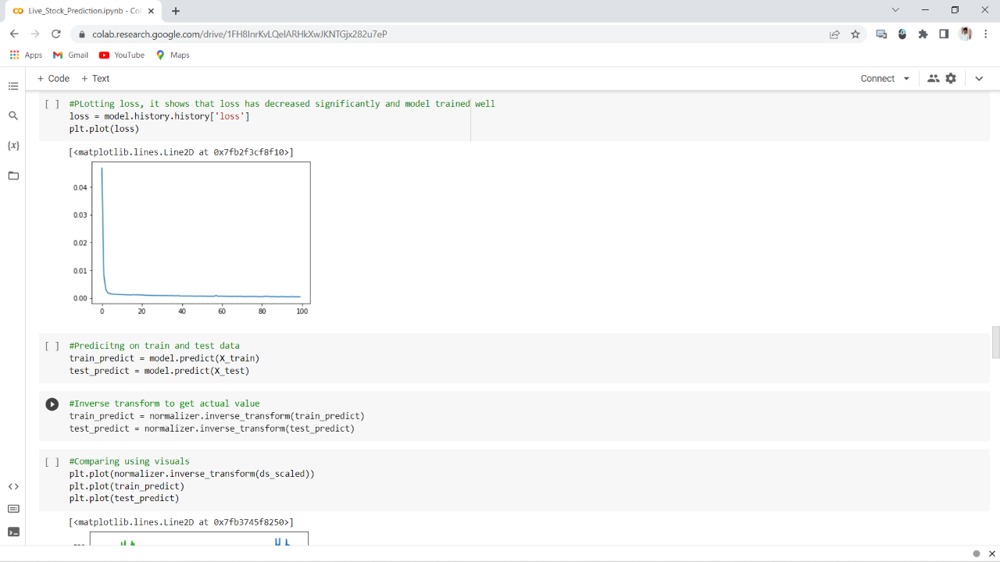 Live_Stock_Prediction.ipynb - Col
colab.research.google.com/drive/1FH8InrKvLQelARHkXwJKNTGjx282u7eP
Apps Gmail YouTube Maps
+ Code + Text Connect
[ ] #PLotting loss, it shows that loss has decreased significantly and model trained well
loss = model.history.history['loss']
plt.plot(loss)
[<matplotlib.lines.Line2D at 0x7fb2f3cf8f10>]
0.04
0.03
0.02
0.01
0.00
0 20 40 60 80 100
[ ] #Predicitng on train and test data
train_predict = model.predict(X_train)
test_predict = model.predict(X_test)
#Inverse transform to get actual value
train_predict = normalizer.inverse_transform(train_predict)
test_predict = normalizer.inverse_transform(test_predict)
[ ] #Comparing using visuals
plt.plot(normalizer.inverse_transform(ds_scaled))
plt.plot(train_predict)
plt.plot(test_predict)
[<matplotlib.lines.Line2D at 0x7fb3745f8250>]